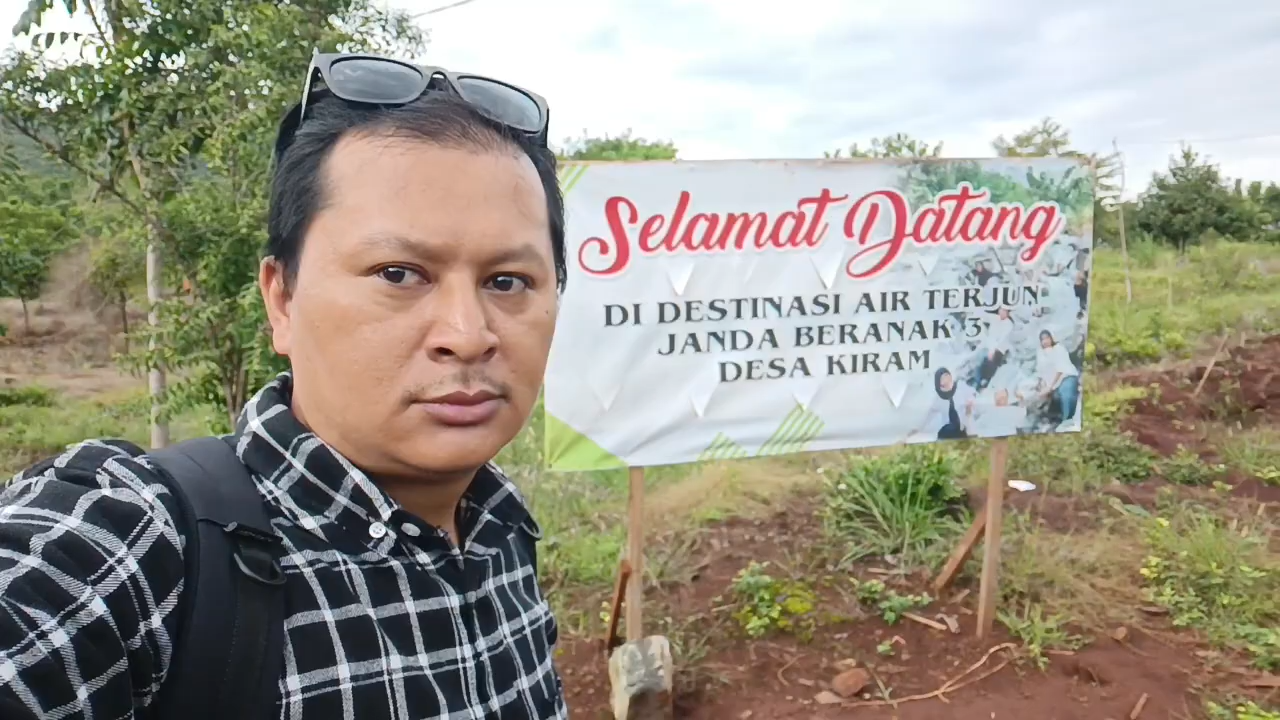 Selamat Datang
DI DESTINASI AIR TERJUN
JANDA BERANAK 3
DESA KIRAM